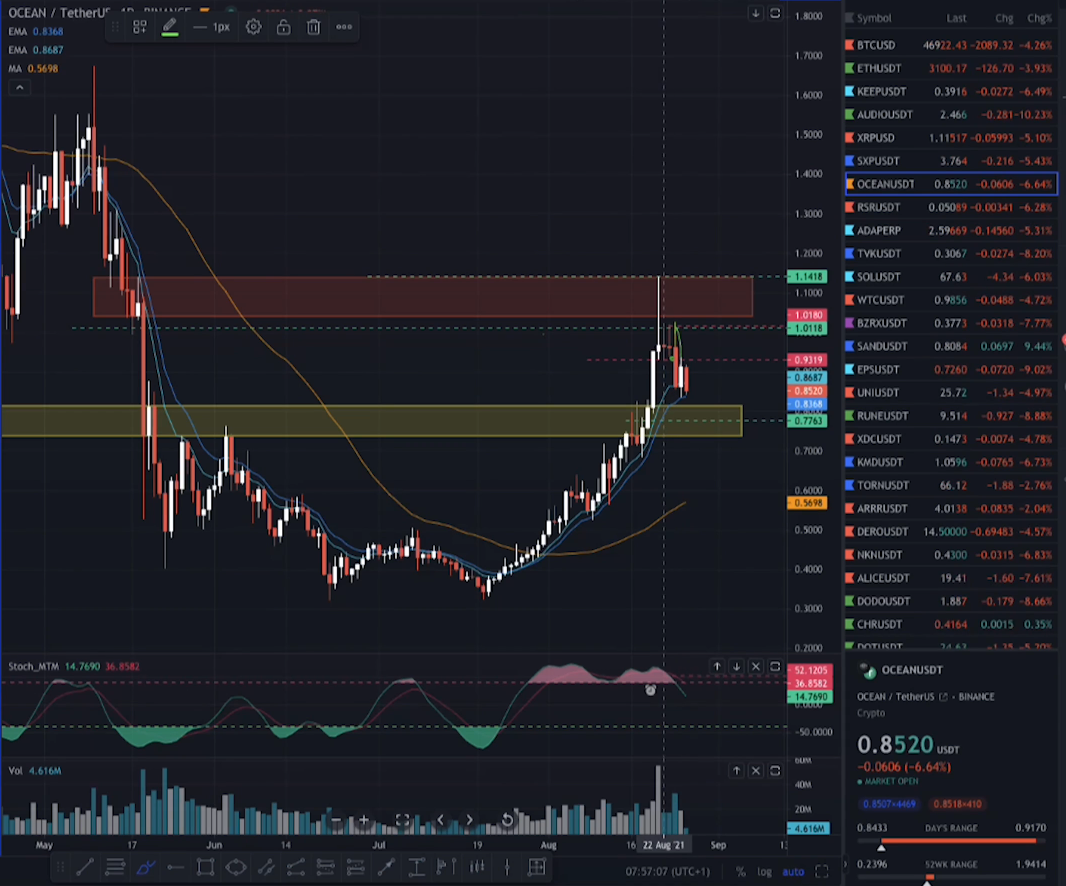 OCEAN / TetherUS
EMA 0.8368
EMA 0.8687
MA 0.5698
1px
1.8000
1.7000
1.6000
1.5000
1.4000
1.3000
1.2000
1.1418
1.1000
1.0180
1.0118
0.9319
0.8687
0.8520
0.8368
0.7763
0.7000
0.6000
0.5698
0.5000
0.4000
0.3000
0.2000
Stoch_MTM 14.7690 36.8582
52.1205
36.8582
14.7690
0.0000
-50.0000
Vol 4.616M
60M
40M
20M
4.616M
May 17 Jun 14 Jul 19 Aug 16 22 Aug '21 Sep
07:57:07 (UTC+1) % log auto
Symbol Last Chg Chg%
BTCUSD 46922.43 -2089.32 -4.26%
ETHUSDT 3100.17 -126.70 -3.93%
KEEPUSDT 0.3916 -0.0272 -6.49%
AUDIOUSDT 2.466 -0.281 -10.23%
XRPUSD 1.11517 -0.05993 -5.10%
SXPUSDT 3.764 -0.216 -5.43%
OCEANUSDT 0.8520 -0.0606 -6.64%
RSRUSDT 0.05089 -0.00341 -6.28%
ADAPERP 2.59669 -0.14560 -5.31%
TVKUSDT 0.3067 -0.0274 -8.20%
SOLUSDT 67.63 -4.34 -6.03%
WTCUSDT 0.9856 -0.0488 -4.72%
BZRXUSDT 0.3773 -0.0318 -7.77%
SANDUSDT 0.8084 0.0697 9.44%
EPSUSDT 0.7260 -0.0720 -9.02%
UNIUSDT 25.72 -1.34 -4.97%
RUNEUSDT 9.514 -0.927 -8.88%
XDCUSDT 0.1473 -0.0074 -4.78%
KMDUSDT 1.0596 -0.0765 -6.73%
TORNUSDT 66.12 -1.88 -2.76%
ARRRUSDT 4.0138 -0.0835 -2.04%
DEROUSDT 14.50000 -0.69483 -4.57%
NKNUSDT 0.4300 -0.0315 -6.83%
ALICEUSDT 19.41 -1.60 -7.61%
DODOUSDT 1.887 -0.179 -8.66%
CHRUSDT 0.4164 0.0015 0.35%
OCEANUSDT
OCEAN / TetherUS · BINANCE
Crypto
0.8520 USDT
-0.0606 (-6.64%)
MARKET OPEN
0.8507×4469 0.8518×410
0.8433 DAY'S RANGE 0.9170
0.2396 52WK RANGE 1.9414